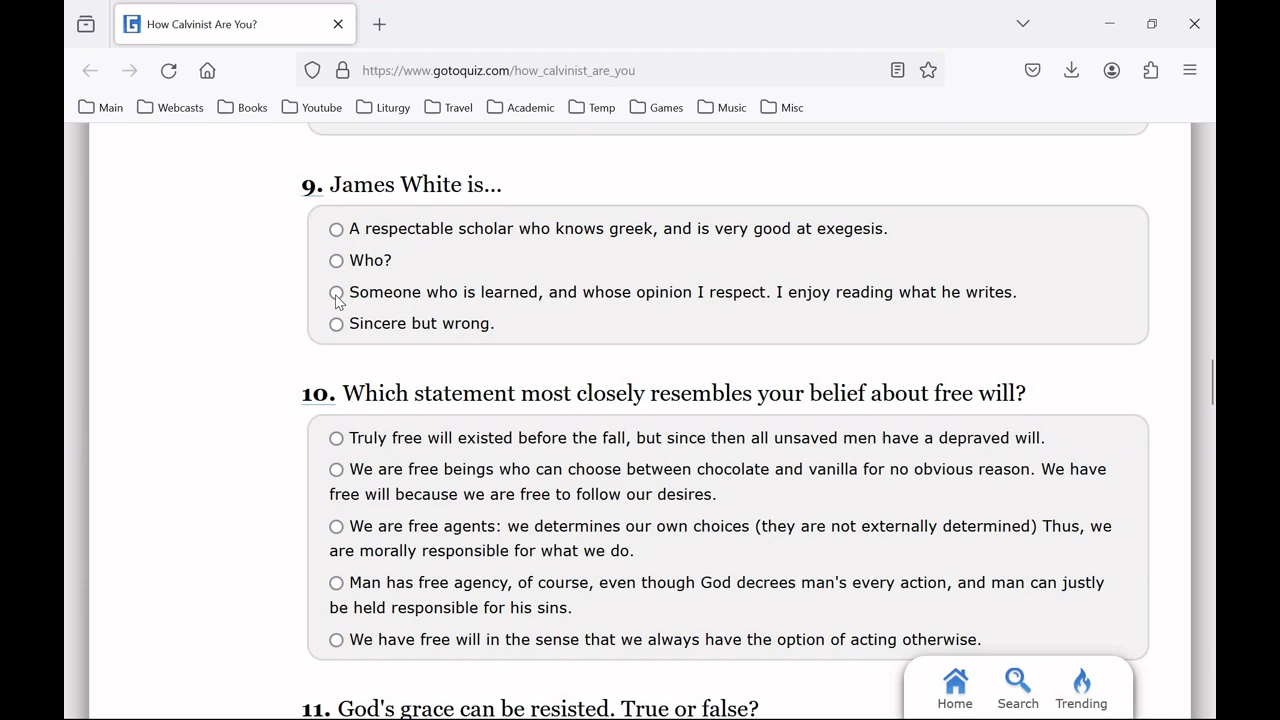 How Calvinist Are You?
https://www.gotoquiz.com/how_calvinist_are_you
Main Webcasts Books Youtube Liturgy Travel Academic Temp Games Music Misc
9. James White is...
A respectable scholar who knows greek, and is very good at exegesis.
Who?
Someone who is learned, and whose opinion I respect. I enjoy reading what he writes.
Sincere but wrong.
10. Which statement most closely resembles your belief about free will?
Truly free will existed before the fall, but since then all unsaved men have a depraved will.
We are free beings who can choose between chocolate and vanilla for no obvious reason. We have
free will because we are free to follow our desires.
We are free agents: we determines our own choices (they are not externally determined) Thus, we
are morally responsible for what we do.
Man has free agency, of course, even though God decrees man's every action, and man can justly
be held responsible for his sins.
We have free will in the sense that we always have the option of acting otherwise.
11. God's grace can be resisted. True or false?
Home Search Trending